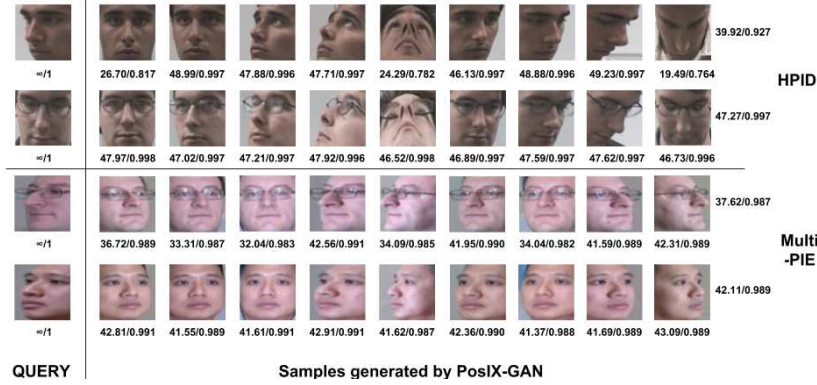 39.92/0.927
∞/1 26.70/0.817 48.99/0.997 47.88/0.996 47.71/0.997 24.29/0.782 46.13/0.997 48.88/0.996 49.23/0.997 19.49/0.764
HPID
47.27/0.997
∞/1 47.97/0.998 47.02/0.997 47.21/0.997 47.92/0.996 46.52/0.998 46.89/0.997 47.59/0.997 47.62/0.997 46.73/0.996
37.62/0.987
∞/1 36.72/0.989 33.31/0.987 32.04/0.983 42.56/0.991 34.09/0.985 41.95/0.990 34.04/0.982 41.59/0.989 42.31/0.989
Multi
-PIE
42.11/0.989
∞/1 42.81/0.991 41.55/0.989 41.61/0.991 42.91/0.991 41.62/0.987 42.36/0.990 41.37/0.988 41.69/0.989 43.09/0.989
QUERY Samples generated by PosIX-GAN